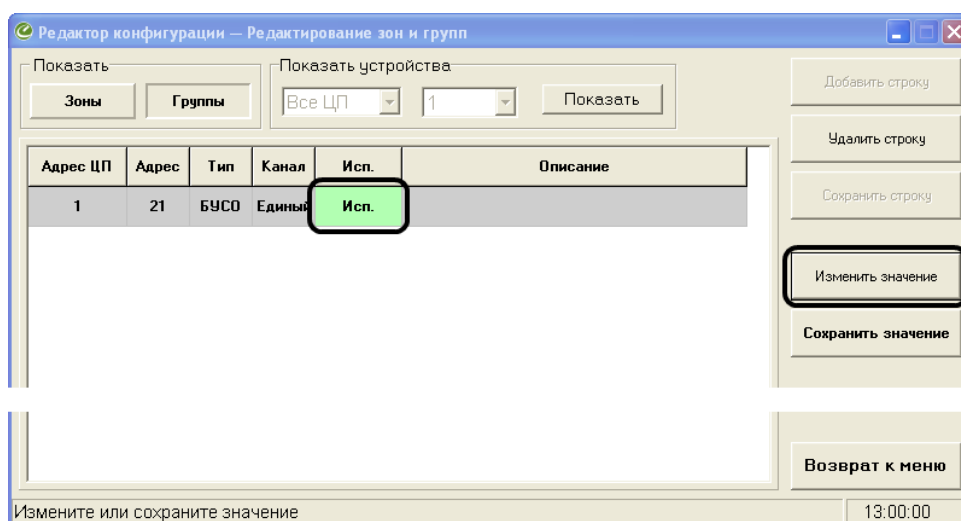 Редактор конфигурации — Редактирование зон и групп
Показать
Показать устройства
Зоны
Группы
Все ЦП
1
Показать
Добавить строку
Удалить строку
Сохранить строку
Изменить значение
Сохранить значение
Возврат к меню
Адрес ЦП Адрес Тип Канал Исп. Описание
1 21 БУСО Единый Исп.
Измените или сохраните значение
13:00:00